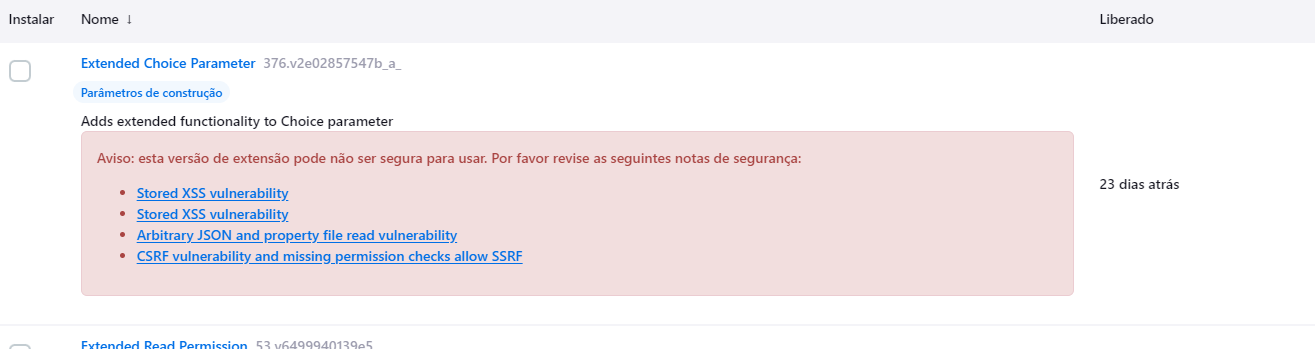 Instalar Nome ↓ Liberado
Extended Choice Parameter 376.v2e02857547b_a_
Parâmetros de construção
Adds extended functionality to Choice parameter
Aviso: esta versão de extensão pode não ser segura para usar. Por favor revise as seguintes notas de segurança:
Stored XSS vulnerability
Stored XSS vulnerability
Arbitrary JSON and property file read vulnerability
CSRF vulnerability and missing permission checks allow SSRF
23 dias atrás
Extended Read Permission 53.v6499940139e5